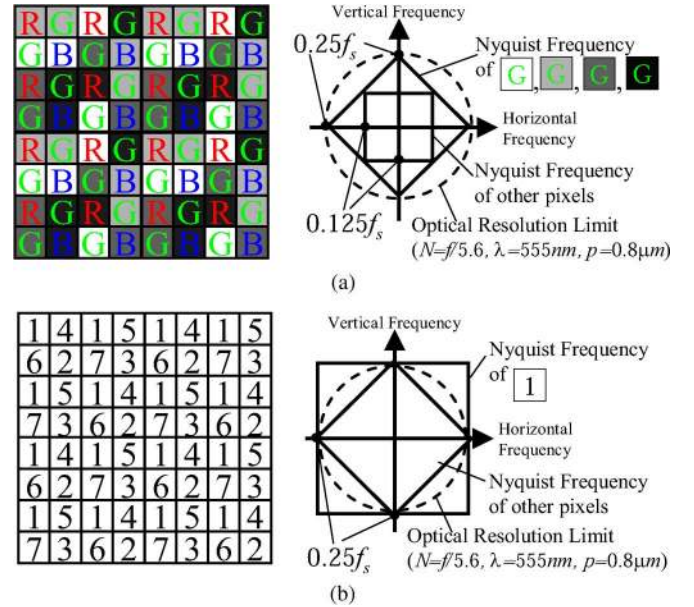 R G R G R G R G
G B G B G B G B
R G R G R G R G
G B G B G B G B
R G R G R G R G
G B G B G B G B
R G R G R G R G
G B G B G B G B
Vertical Frequency
0.25fs
Nyquist Frequency
of G, G, G, G
Horizontal
Frequency
Nyquist Frequency
of other pixels
0.125fs
Optical Resolution Limit
(N=f/5.6, λ=555nm, p=0.8μm)
(a)
1 4 1 5 1 4 1 5
6 2 7 3 6 2 7 3
1 5 1 4 1 5 1 4
7 3 6 2 7 3 6 2
1 4 1 5 1 4 1 5
6 2 7 3 6 2 7 3
1 5 1 4 1 5 1 4
7 3 6 2 7 3 6 2
Vertical Frequency
Nyquist Frequency
of 1
Horizontal
Frequency
Nyquist Frequency
of other pixels
0.25fs
Optical Resolution Limit
(N=f/5.6, λ=555nm, p=0.8μm)
(b)